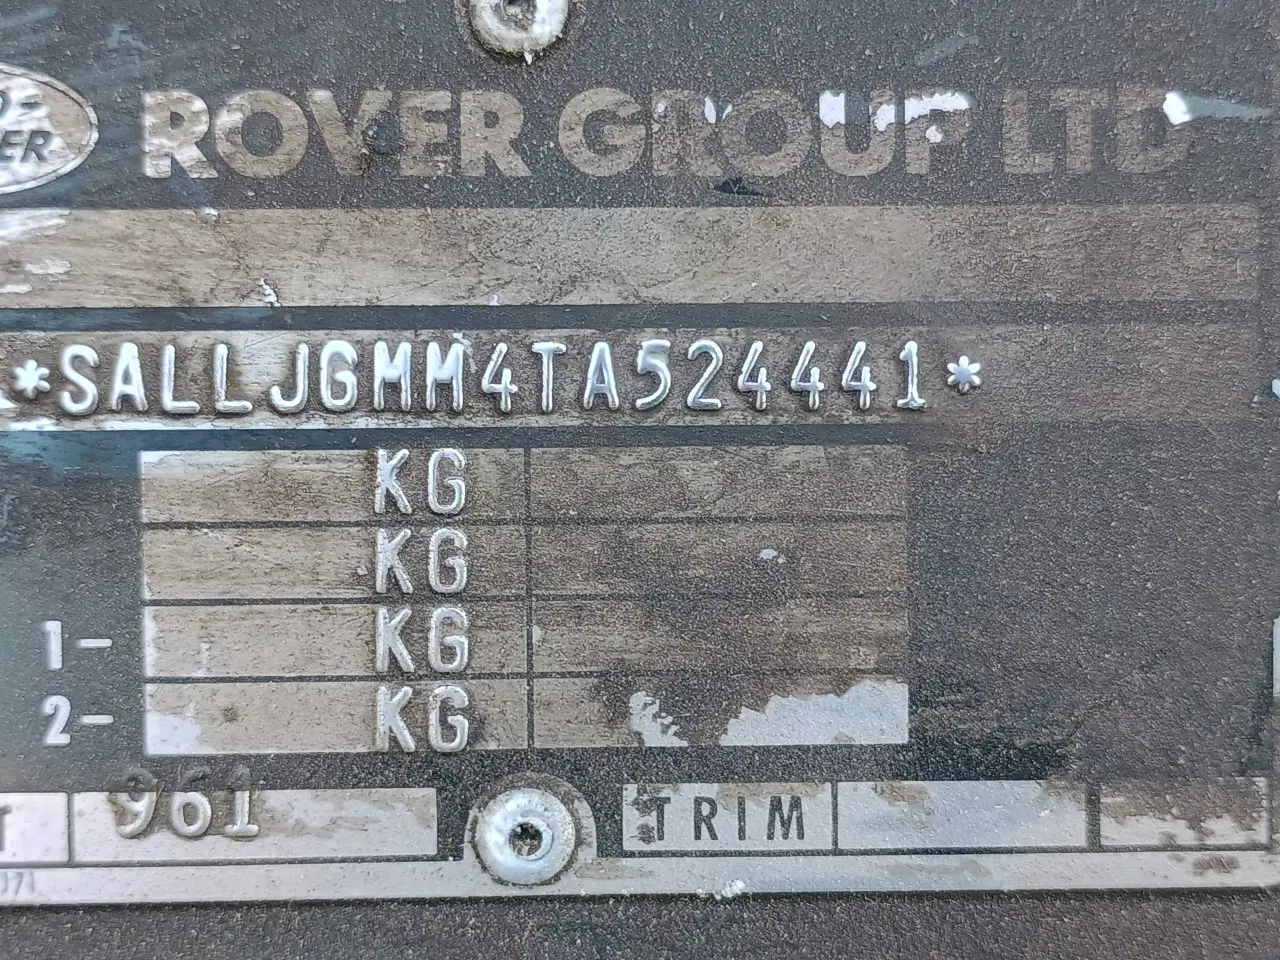 ROVER GROUP LTD
*SALLJGMM4TA524441*
KG
KG
1- KG
2- KG
961 TRIM